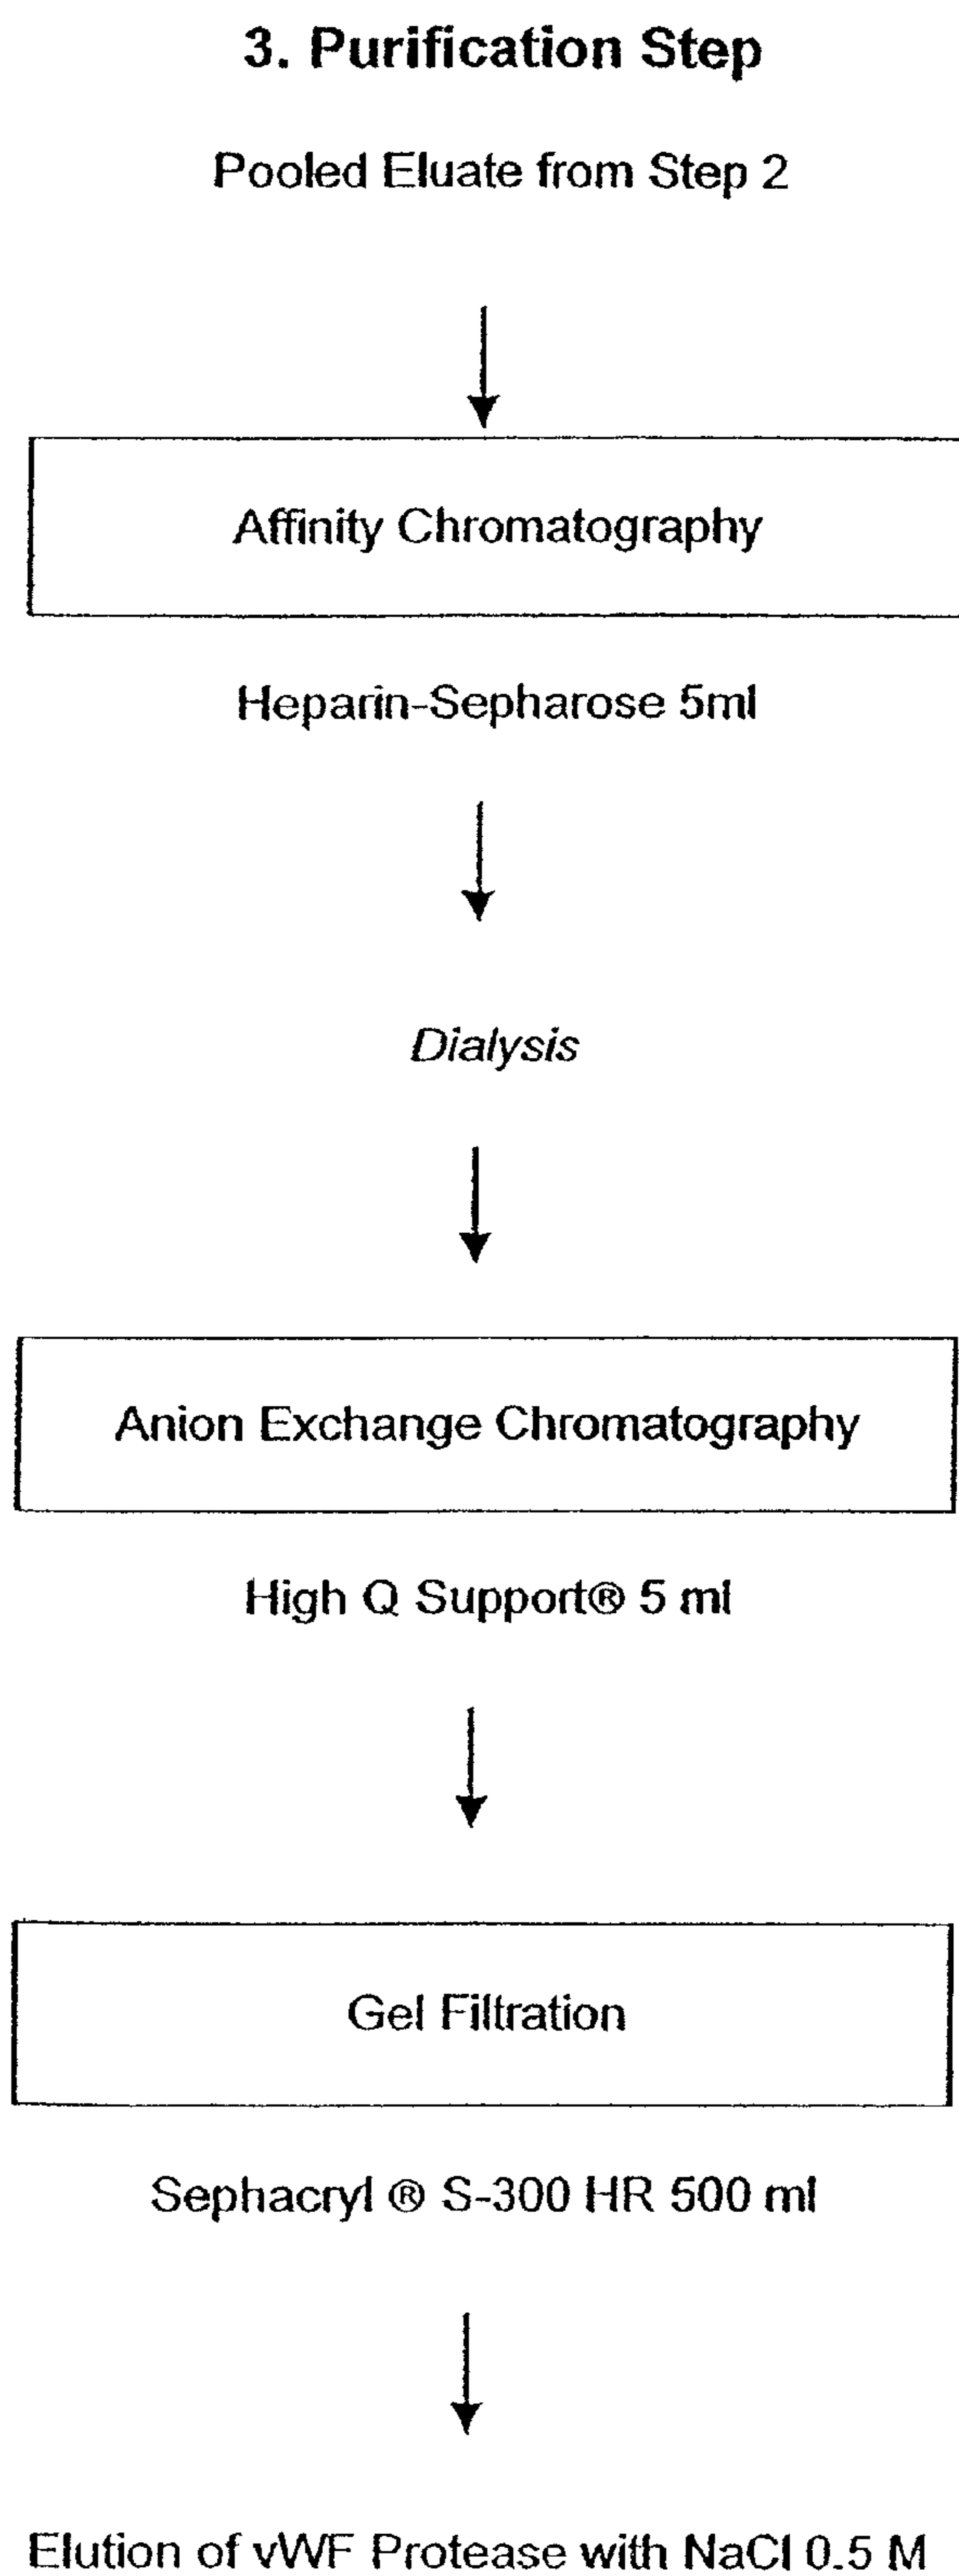 3. Purification Step
Pooled Eluate from Step 2
Affinity Chromatography
Heparin-Sepharose 5ml
Dialysis
Anion Exchange Chromatography
High Q Support® 5 ml
Gel Filtration
Sephacryl ® S-300 HR 500 ml
Elution of vWF Protease with NaCl 0.5 M